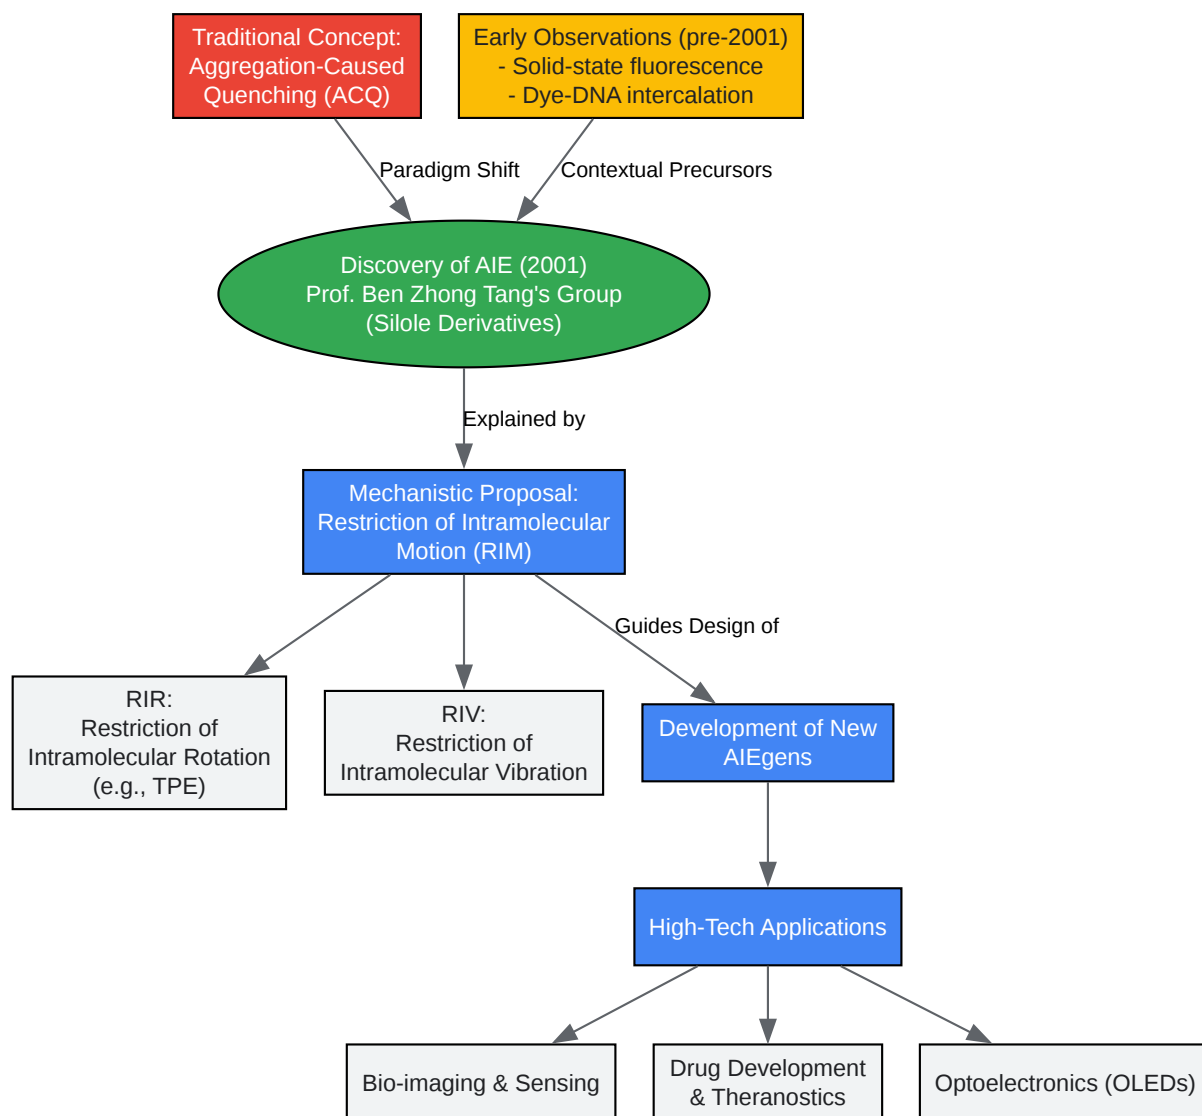 Traditional Concept:
Aggregation-Caused
Quenching (ACQ)
Early Observations (pre-2001)
- Solid-state fluorescence
- Dye-DNA intercalation
Paradigm Shift
Contextual Precursors
Discovery of AIE (2001)
Prof. Ben Zhong Tang's Group
(Silole Derivatives)
Explained by
Mechanistic Proposal:
Restriction of Intramolecular
Motion (RIM)
Guides Design of
RIR:
Restriction of
Intramolecular Rotation
(e.g., TPE)
RIV:
Restriction of
Intramolecular Vibration
Development of New
AIEgens
High-Tech Applications
Bio-imaging & Sensing
Drug Development
& Theranostics
Optoelectronics (OLEDs)